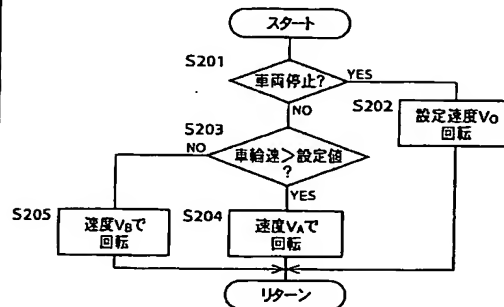 スタート
S201
車両停止?
YES
NO
S202
設定速度VO
回転
S203
車輪速>設定値
?
NO
YES
S205
速度VBで
回転
S204
速度VAで
回転
リターン